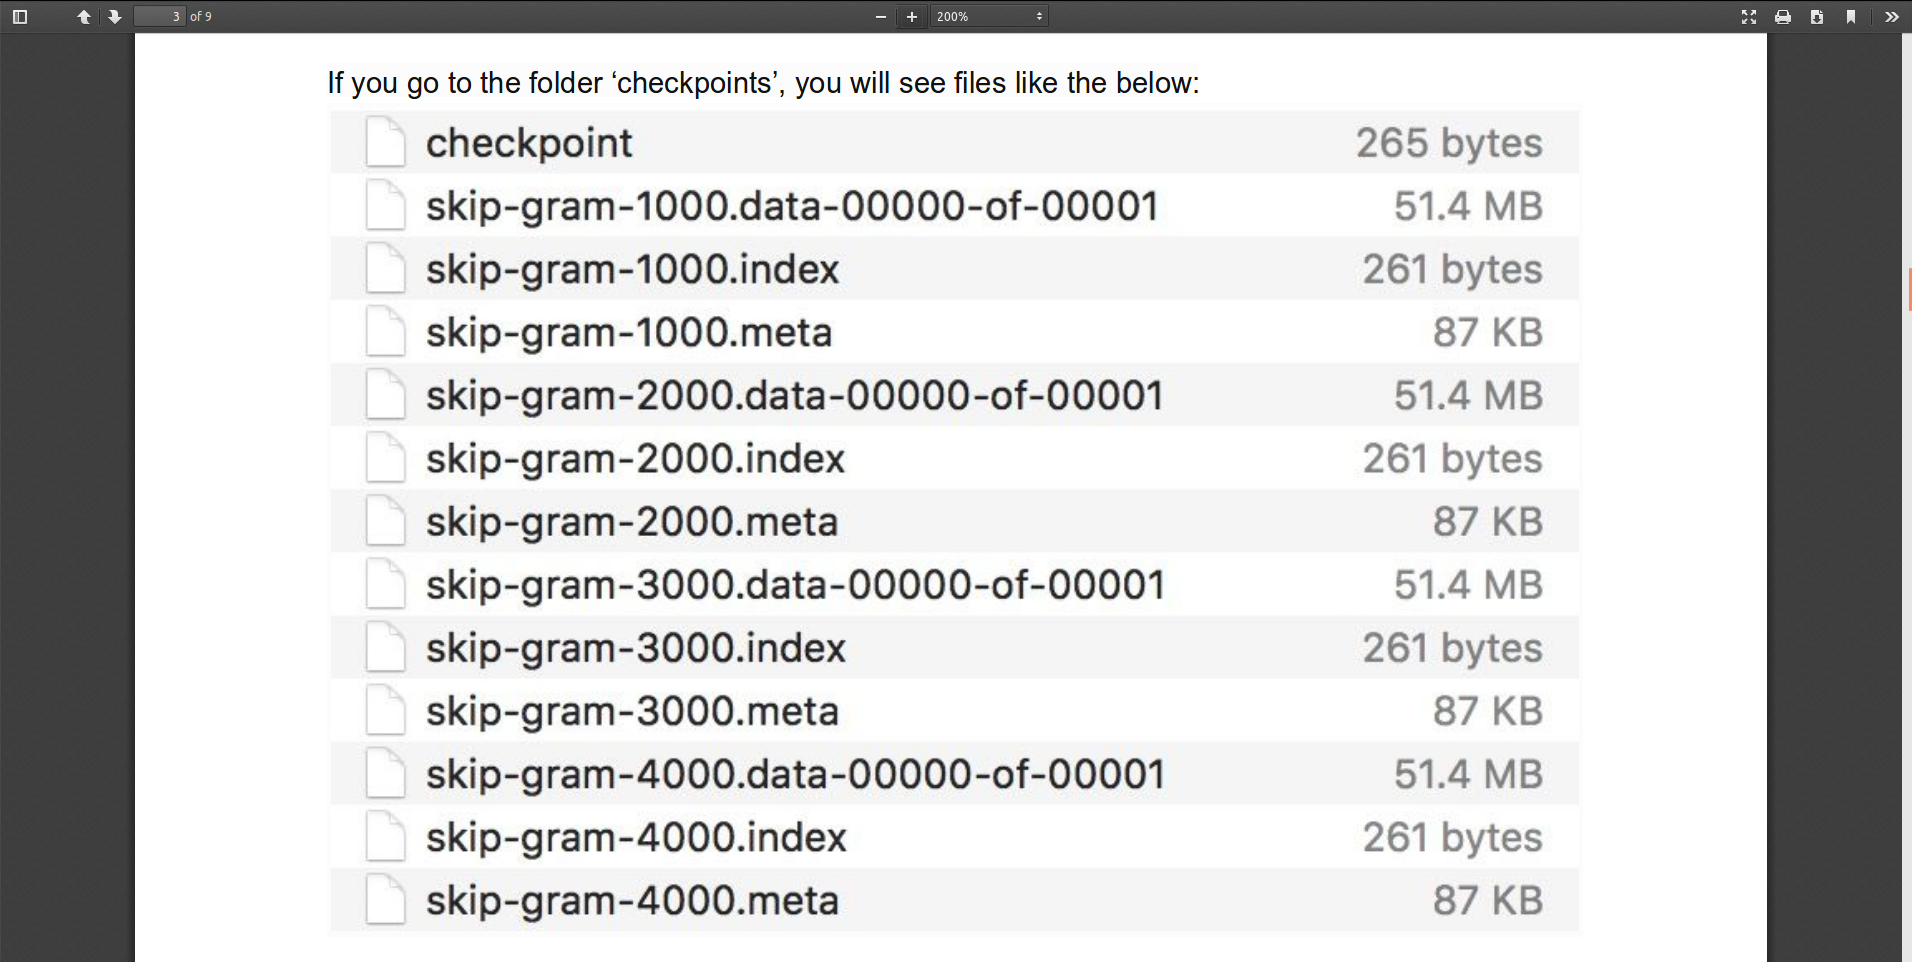 3 of 9 200%
If you go to the folder ‘checkpoints’, you will see files like the below:
checkpoint 265 bytes
skip-gram-1000.data-00000-of-00001 51.4 MB
skip-gram-1000.index 261 bytes
skip-gram-1000.meta 87 KB
skip-gram-2000.data-00000-of-00001 51.4 MB
skip-gram-2000.index 261 bytes
skip-gram-2000.meta 87 KB
skip-gram-3000.data-00000-of-00001 51.4 MB
skip-gram-3000.index 261 bytes
skip-gram-3000.meta 87 KB
skip-gram-4000.data-00000-of-00001 51.4 MB
skip-gram-4000.index 261 bytes
skip-gram-4000.meta 87 KB